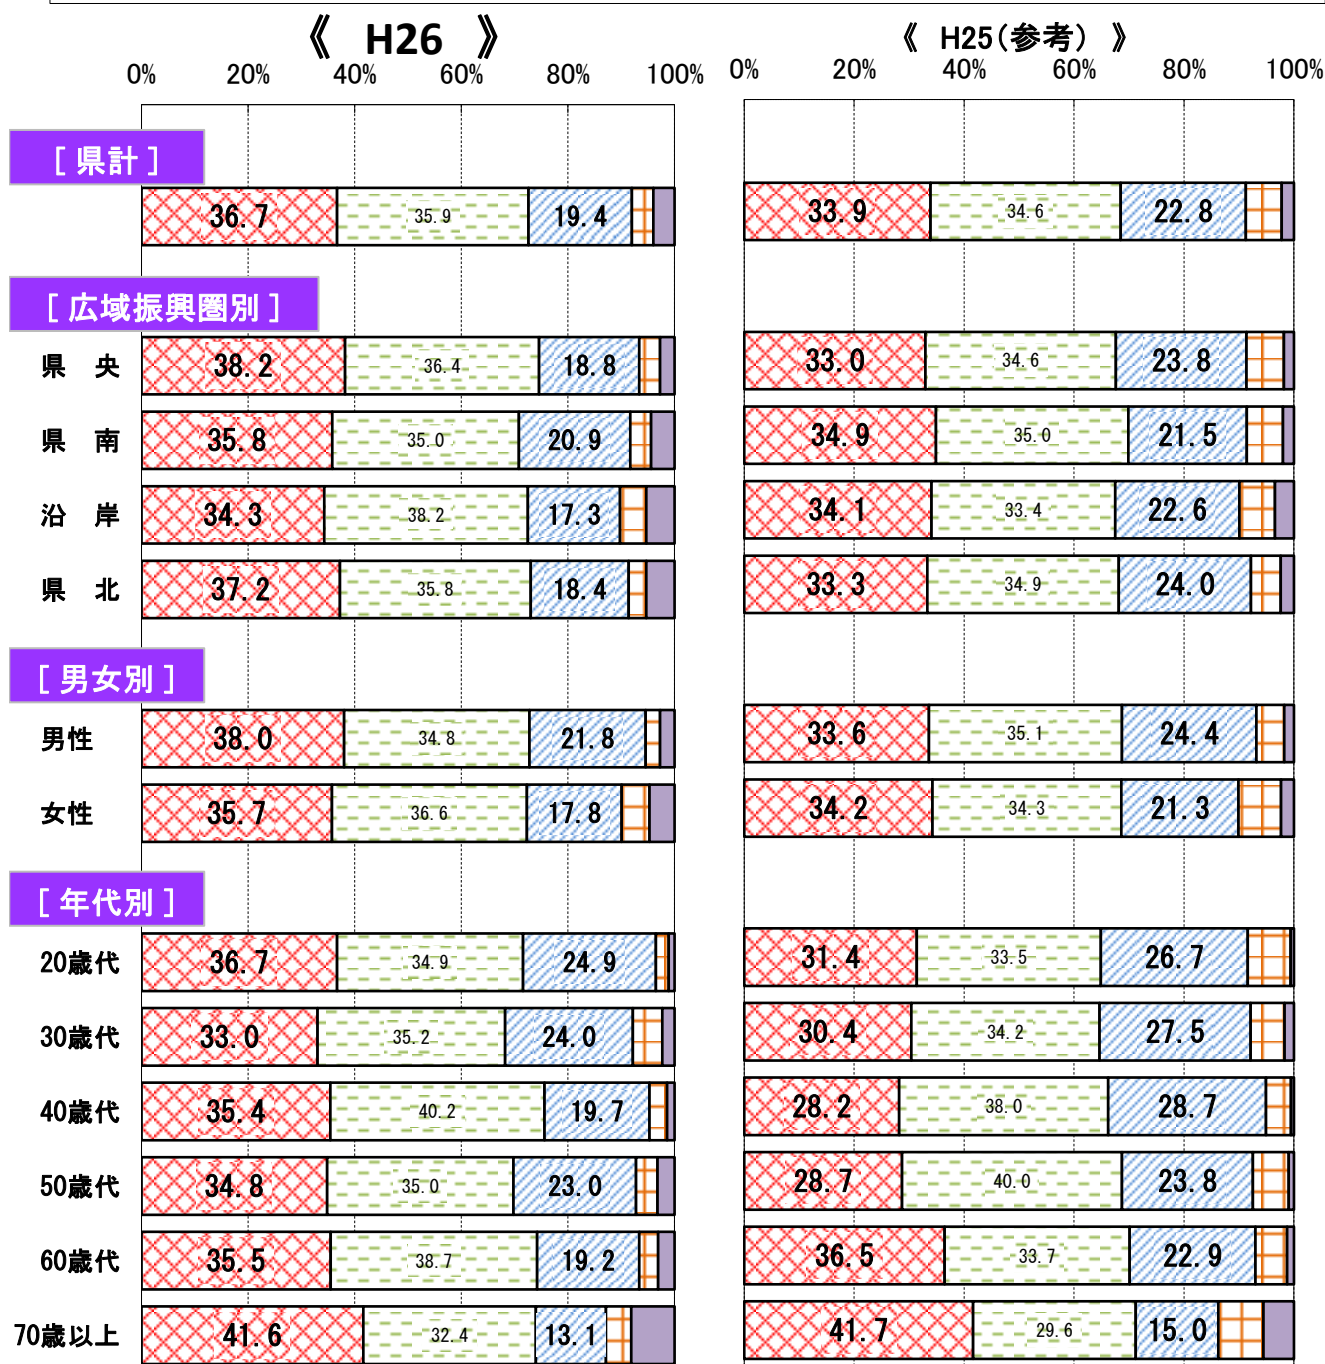 《 H26 》
《 H25(参考) 》
0% 20% 40% 60% 80% 100%
0% 20% 40% 60% 80% 100%
[ 県計 ]
36.7 35.9 19.4
33.9 34.6 22.8
[ 広域振興圏別 ]
県 央 38.2 36.4 18.8
33.0 34.6 23.8
県 南 35.8 35.0 20.9
34.9 35.0 21.5
沿 岸 34.3 38.2 17.3
34.1 33.4 22.6
県 北 37.2 35.8 18.4
33.3 34.9 24.0
[ 男女別 ]
男性 38.0 34.8 21.8
33.6 35.1 24.4
女性 35.7 36.6 17.8
34.2 34.3 21.3
[ 年代別 ]
20歳代 36.7 34.9 24.9
31.4 33.5 26.7
30歳代 33.0 35.2 24.0
30.4 34.2 27.5
40歳代 35.4 40.2 19.7
28.2 38.0 28.7
50歳代 34.8 35.0 23.0
28.7 40.0 23.8
60歳代 35.5 38.7 19.2
36.5 33.7 22.9
70歳以上 41.6 32.4 13.1
41.7 29.6 15.0